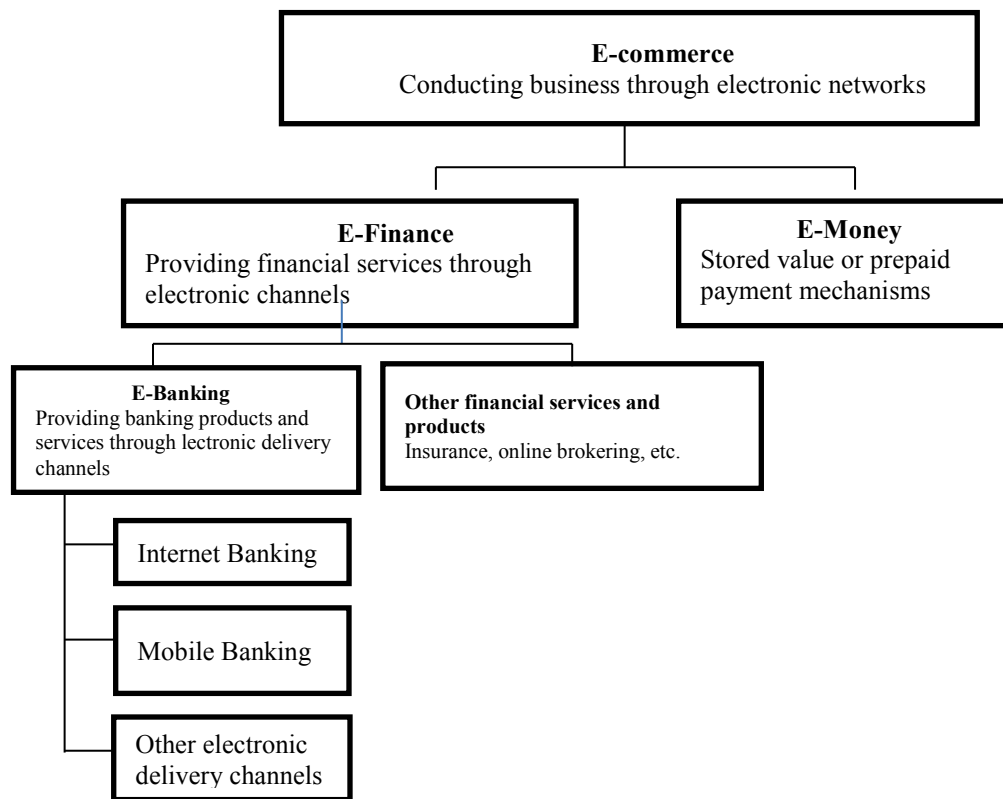 E-commerce
Conducting business through electronic networks
E-Finance
Providing financial services through
electronic channels
E-Money
Stored value or prepaid
payment mechanisms
E-Banking
Providing banking products and
services through lectronic delivery
channels
Other financial services and
products
Insurance, online brokering, etc.
Internet Banking
Mobile Banking
Other electronic
delivery channels